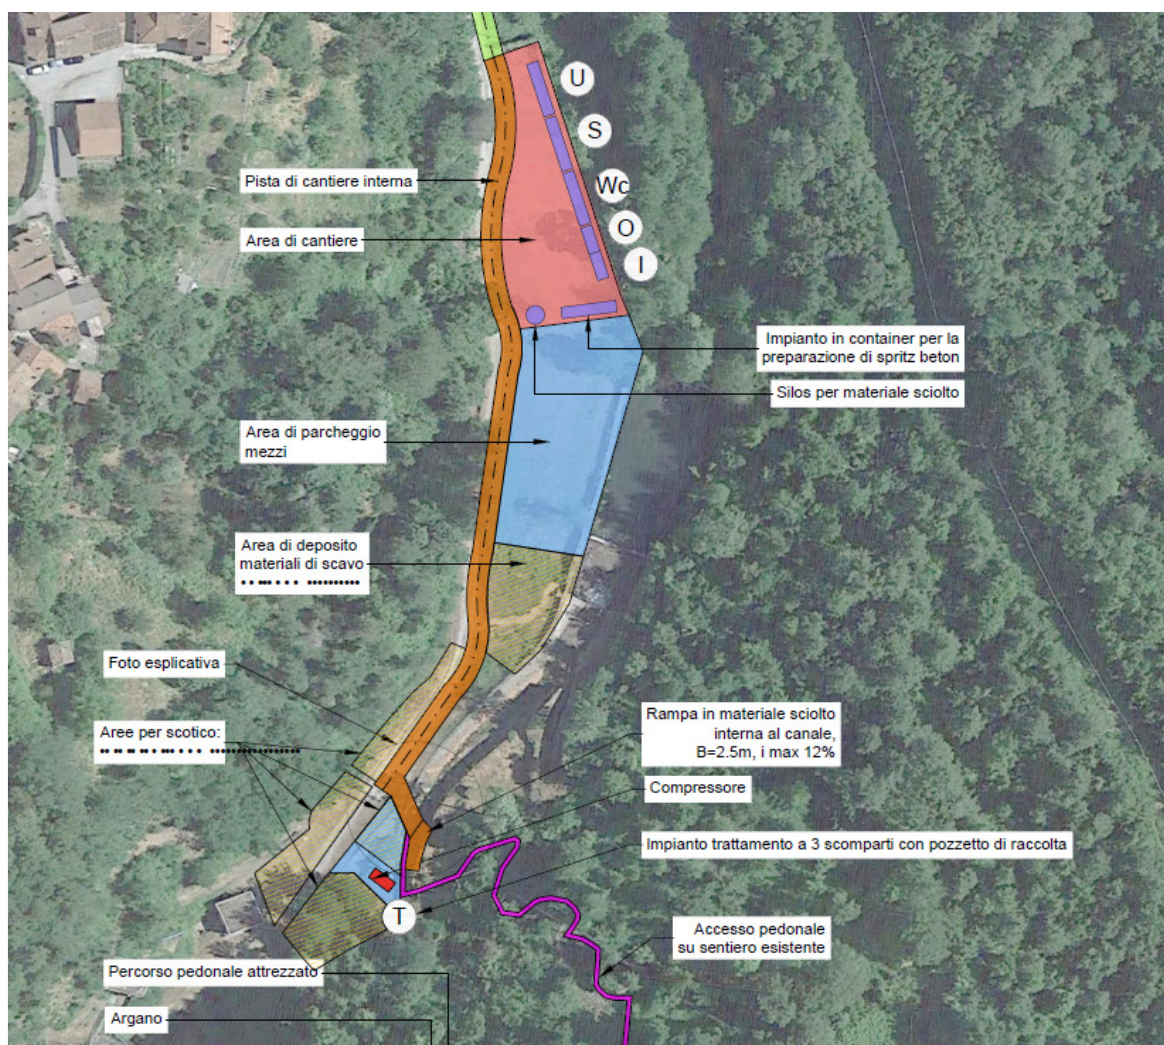 U
S
Wc
O
I
Pista di cantiere interna
Area di cantiere
Impianto in container per la
preparazione di spritz beton
Silos per materiale sciolto
Area di parcheggio
mezzi
Area di deposito
materiali di scavo
Foto esplicativa
Aree per scotico:
Rampa in materiale sciolto
interna al canale,
B=2.5m, i max 12%
Compressore
Impianto trattamento a 3 scomparti con pozzetto di raccolta
T
Accesso pedonale
su sentiero esistente
Percorso pedonale attrezzato
Argano